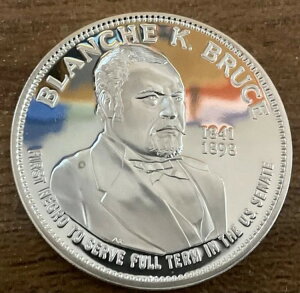 BLANCHE K. BRUCE
1841
1898
FIRST NEGRO TO SERVE FULL TERM IN THE US SENATE